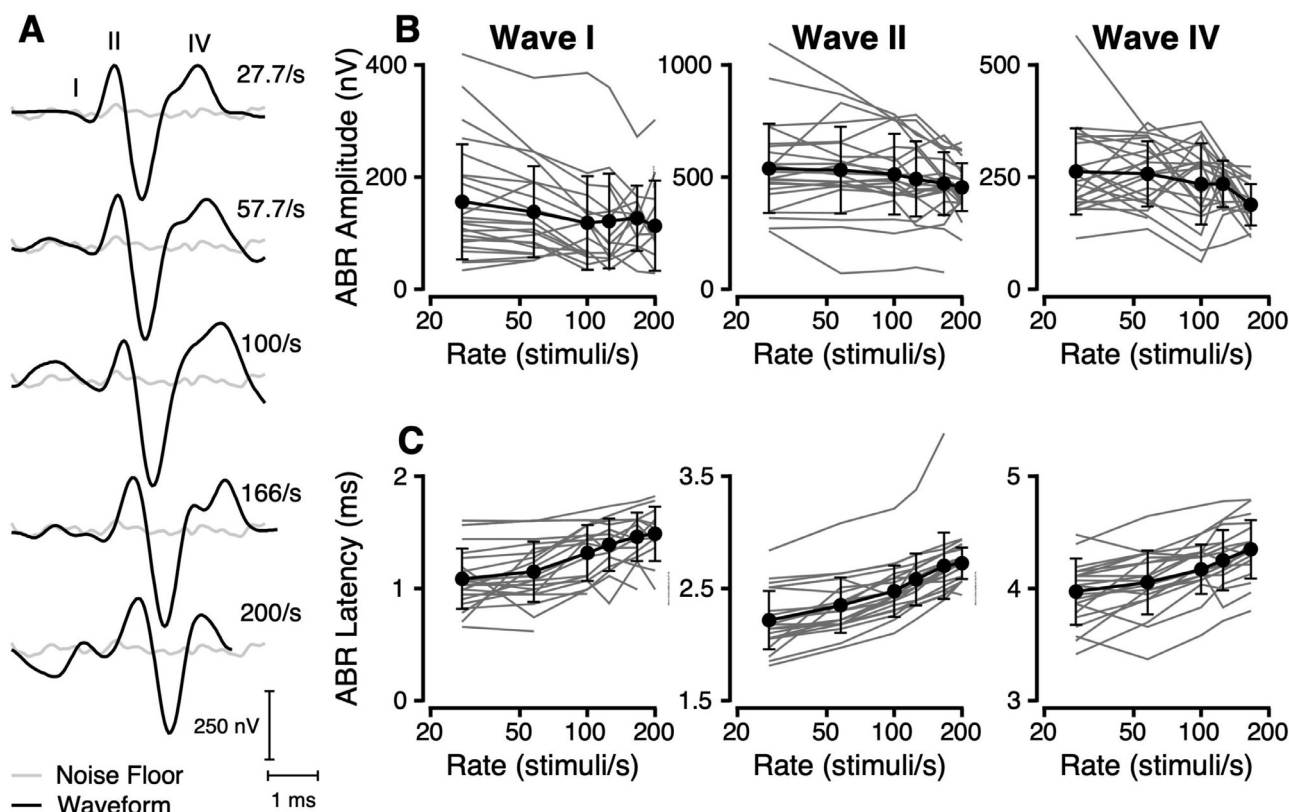 A
I
II
IV
27.7/s
57.7/s
100/s
166/s
200/s
250 nV
1 ms
Noise Floor
Waveform
B
Wave I
Wave II
Wave IV
ABR Amplitude (nV)
400
200
0
20 50 100 200
Rate (stimuli/s)
1000
500
0
20 50 100 200
Rate (stimuli/s)
500
250
0
20 50 100 200
Rate (stimuli/s)
C
ABR Latency (ms)
2
1
0
20 50 100 200
Rate (stimuli/s)
3.5
2.5
1.5
20 50 100 200
Rate (stimuli/s)
5
4
3
20 50 100 200
Rate (stimuli/s)